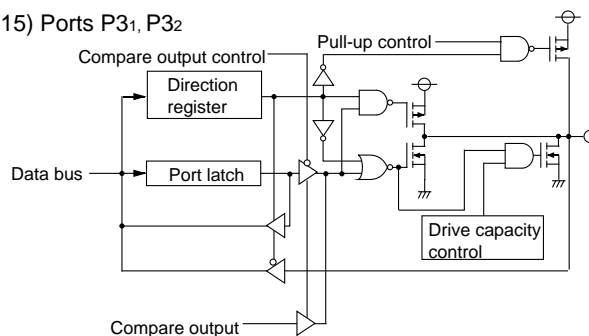 15) Ports P31, P32
Pull-up control
Compare output control
Direction
register
Data bus
Port latch
Drive capacity
control
Compare output